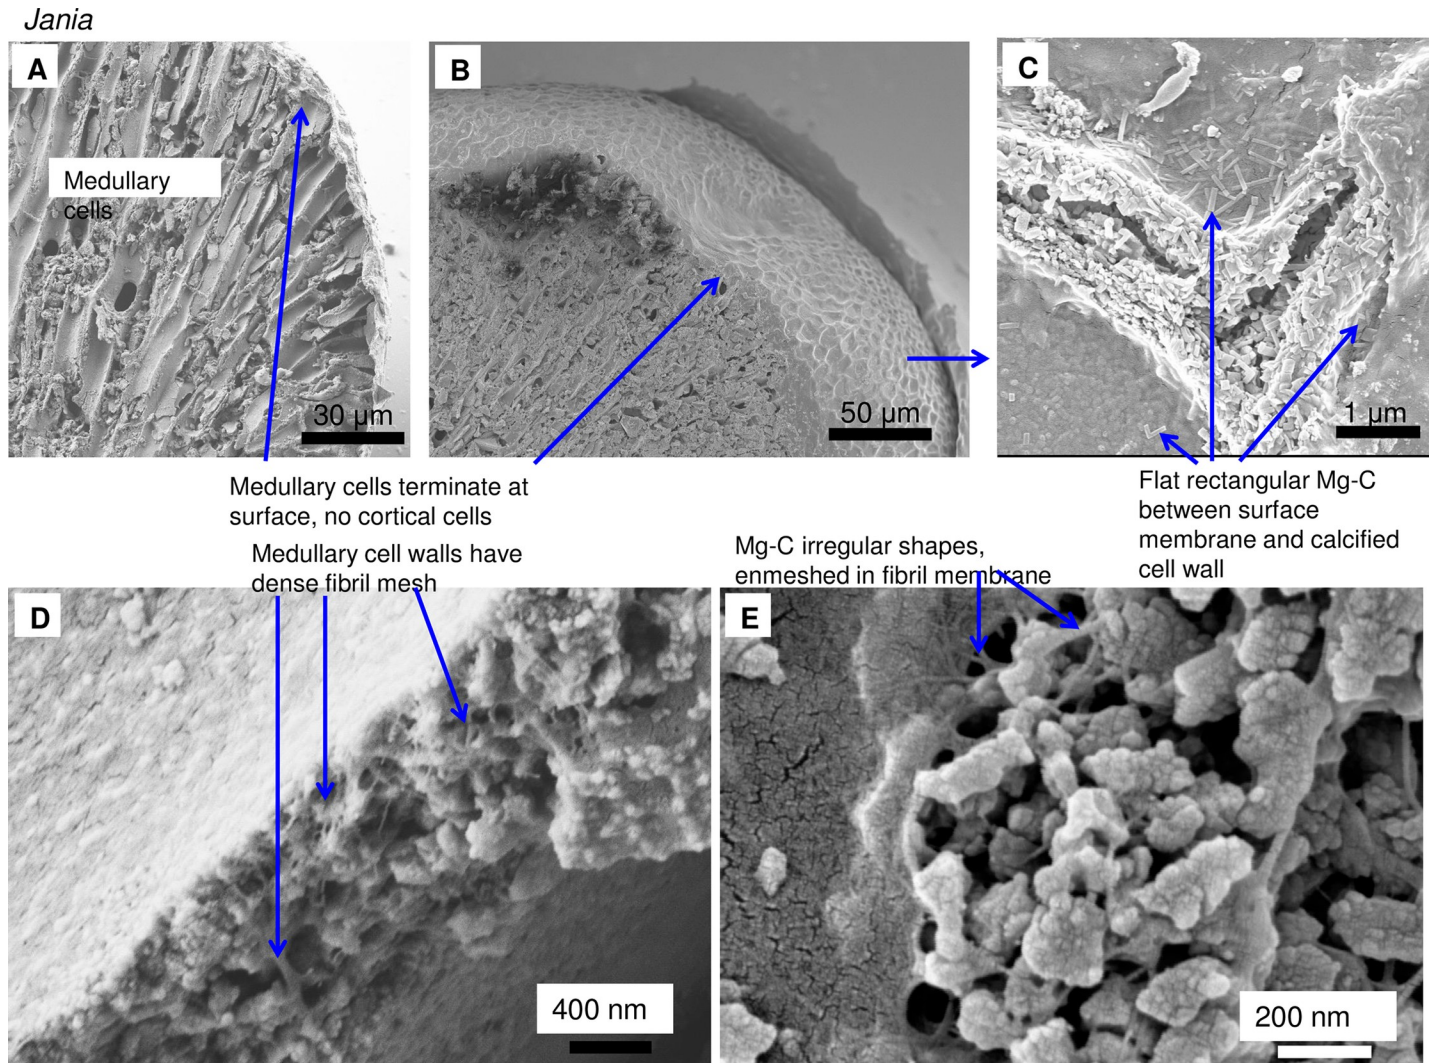 Jania
A
B
C
Medullary
cells
30 µm
50 µm
1 µm
Medullary cells terminate at
surface, no cortical cells
Flat rectangular Mg-C
between surface
membrane and calcified
cell wall
Medullary cell walls have
dense fibril mesh
Mg-C irregular shapes,
enmeshed in fibril membrane
D
E
400 nm
200 nm